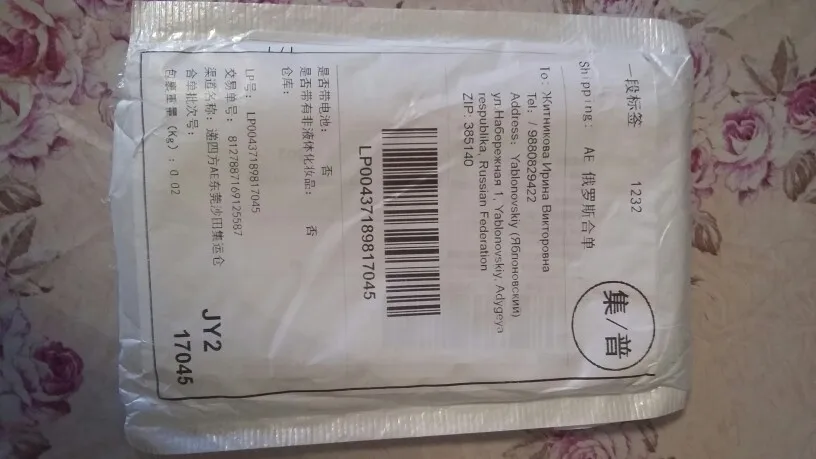 一段标签 1232
Shipping: AE 俄罗斯合单
集/普
To: Житникова Ирина Викторовна
Tel: / 9880829422
Address: Yablonovskiy (Яблоновский)
ул Набережная 1, Yablonovskiy, Adygeya
respublika, Russian Federation
ZIP: 385140
LP00437189817045
是否带电池: 否
是否带有非液体化妆品: 否
仓库:
LP号: LP00437189817045
交易单号: 8127887169125587
渠道名称: 递四方AE东莞沙田集运仓
合单批次号:
包裹重量 (Kg) : 0.02
JY2
17045